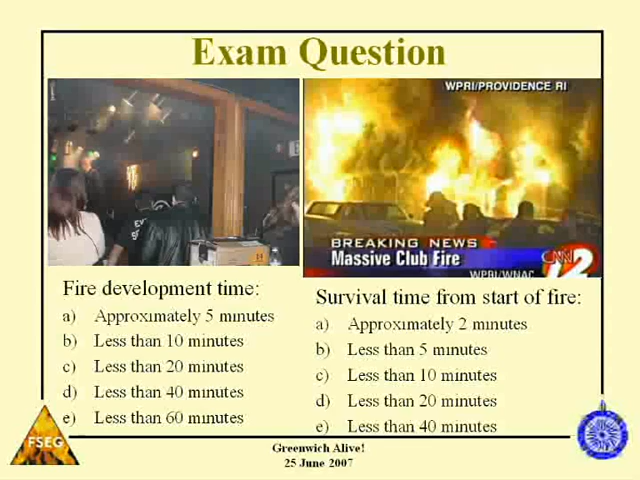 Exam Question
WPRI/PROVIDENCE RI
BREAKING NEWS
Massive Club Fire
CNN
12
WPRI/WNAC
Fire development time:
a) Approximately 5 minutes
b) Less than 10 minutes
c) Less than 20 minutes
d) Less than 40 minutes
e) Less than 60 minutes
Survival time from start of fire:
a) Approximately 2 minutes
b) Less than 5 minutes
c) Less than 10 minutes
d) Less than 20 minutes
e) Less than 40 minutes
FSEG
Greenwich Alive!
25 June 2007